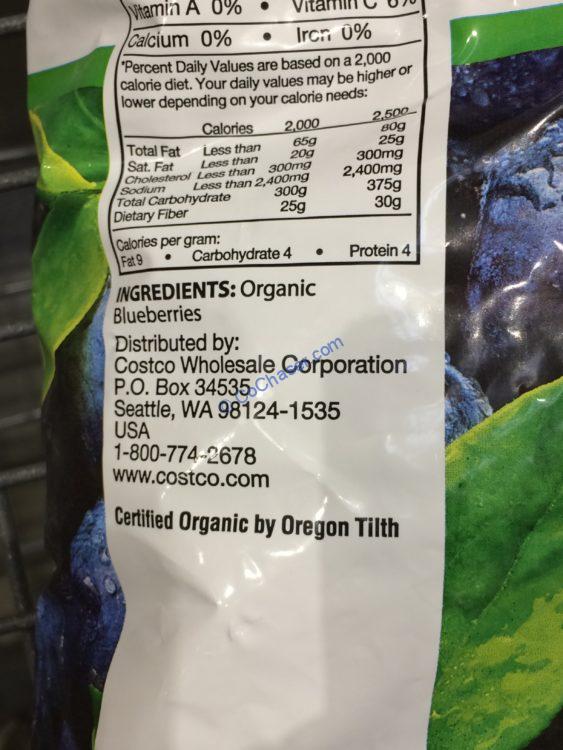 Vitamin A 0% • Vitamin C 6%
Calcium 0% • Iron 0%
*Percent Daily Values are based on a 2,000
calorie diet. Your daily values may be higher or
lower depending on your calorie needs:
Calories 2,000 2,500
Total Fat Less than 65g 80g
Sat. Fat Less than 20g 25g
Cholesterol Less than 300mg 300mg
Sodium Less than 2,400mg 2,400mg
Total Carbohydrate 300g 375g
Dietary Fiber 25g 30g
Calories per gram:
Fat 9 • Carbohydrate 4 • Protein 4
INGREDIENTS: Organic
Blueberries
Distributed by:
Costco Wholesale Corporation
P.O. Box 34535
Seattle, WA 98124-1535
USA
1-800-774-2678
www.costco.com
Certified Organic by Oregon Tilth
CoChaser.com